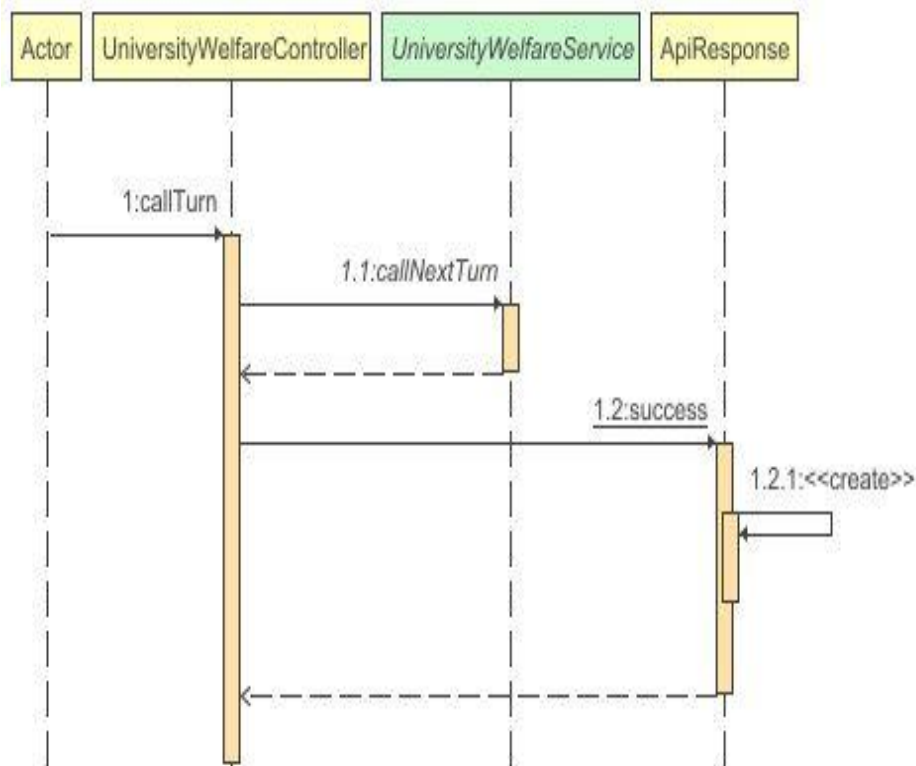 Actor
UniversityWelfareController
UniversityWelfareService
ApiResponse
1:callTurn
1.1:callNextTurn
1.2:success
1.2.1:<<create>>